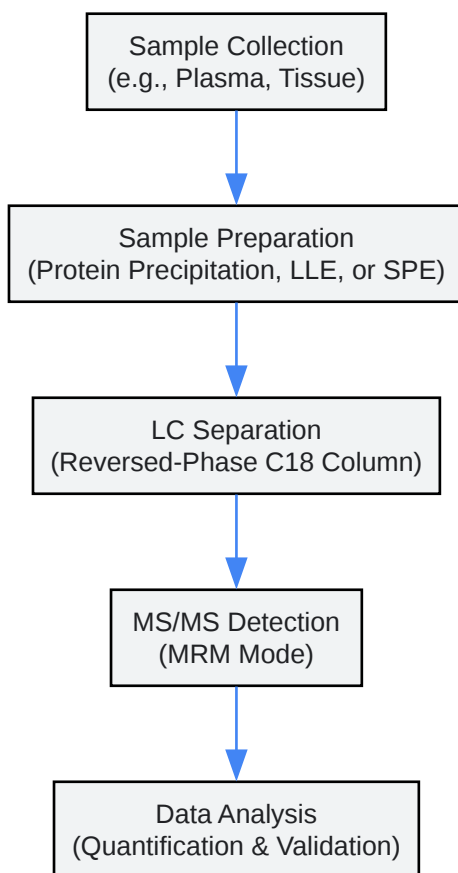 Sample Collection
(e.g., Plasma, Tissue)
Sample Preparation
(Protein Precipitation, LLE, or SPE)
LC Separation
(Reversed-Phase C18 Column)
MS/MS Detection
(MRM Mode)
Data Analysis
(Quantification & Validation)